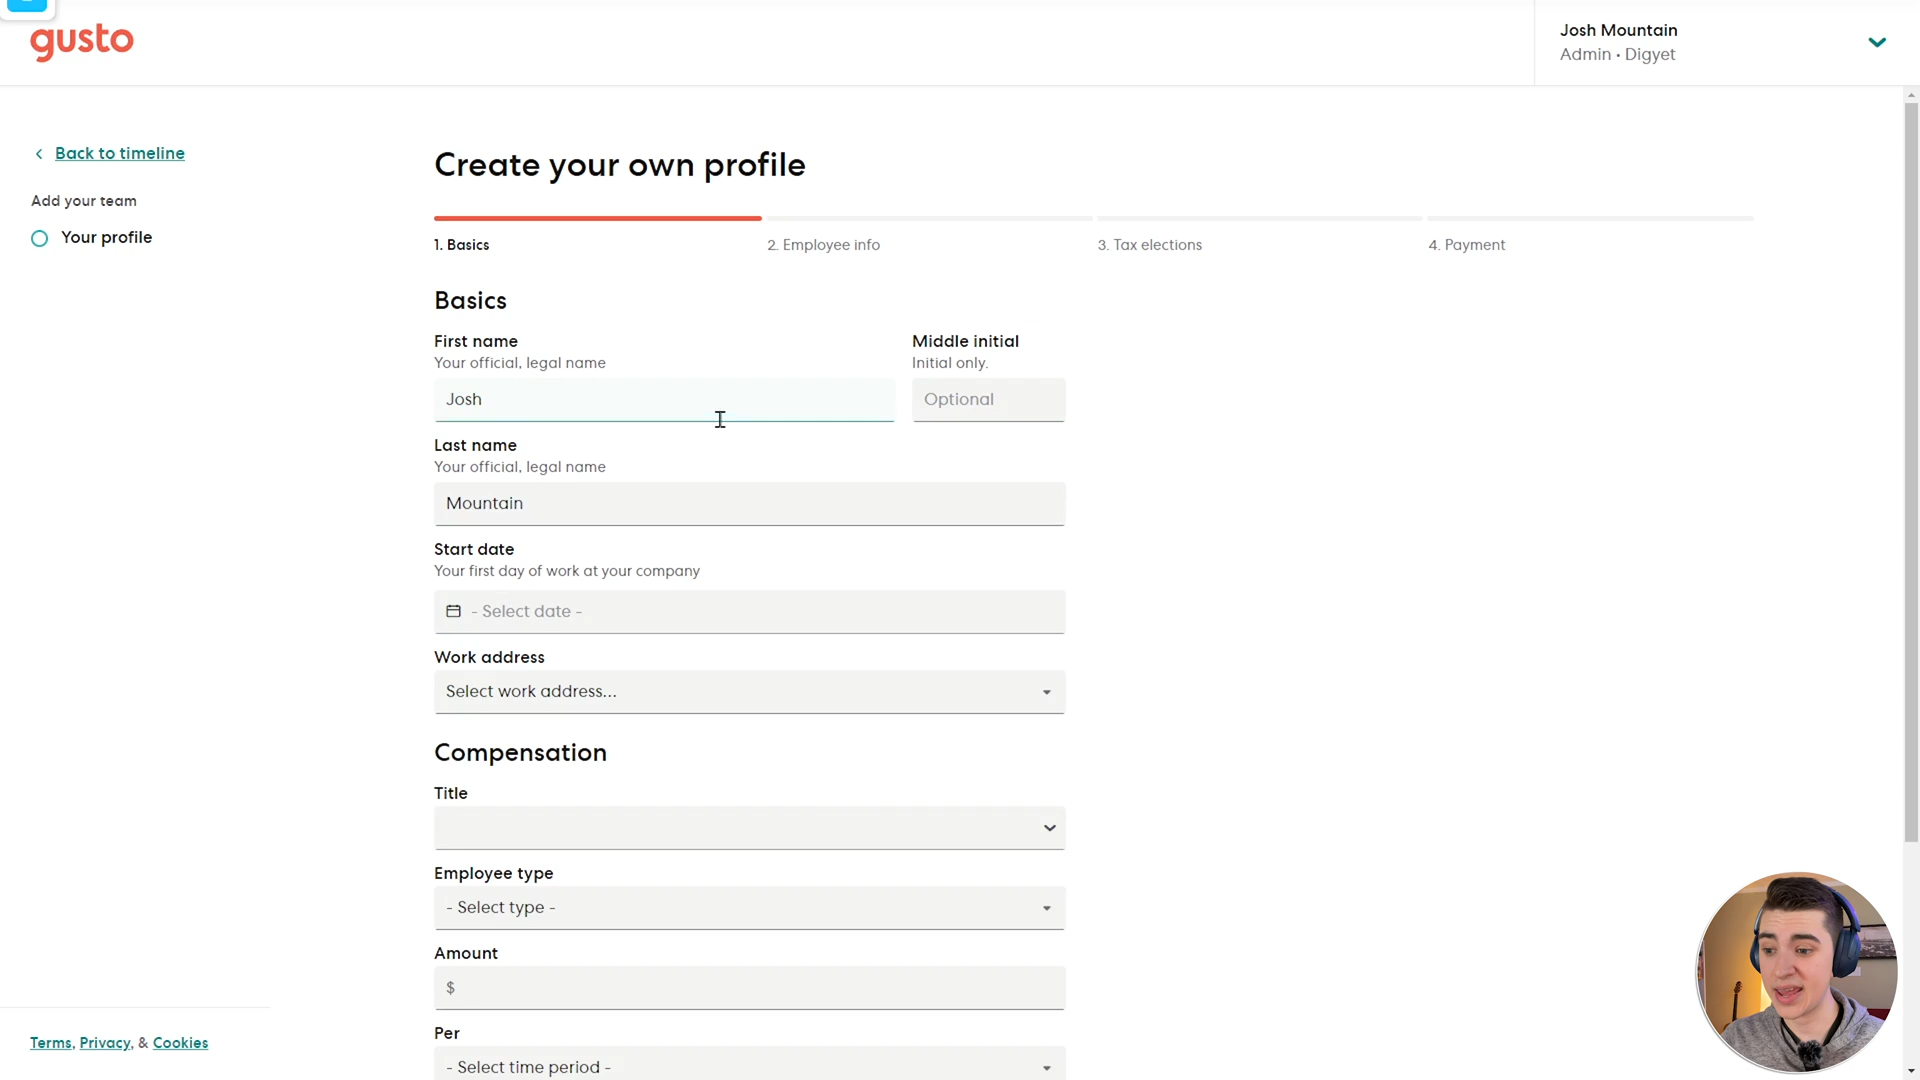 gusto
Josh Mountain
Admin • Digyet
Back to timeline
Add your team
Your profile
Create your own profile
1. Basics
2. Employee info
3. Tax elections
4. Payment
Basics
First name
Your official, legal name
Josh
Middle initial
Initial only.
Optional
Last name
Your official, legal name
Mountain
Start date
Your first day of work at your company
- Select date -
Work address
Select work address...
Compensation
Title
Employee type
- Select type -
Amount
$
Per
- Select time period -
Terms, Privacy, & Cookies